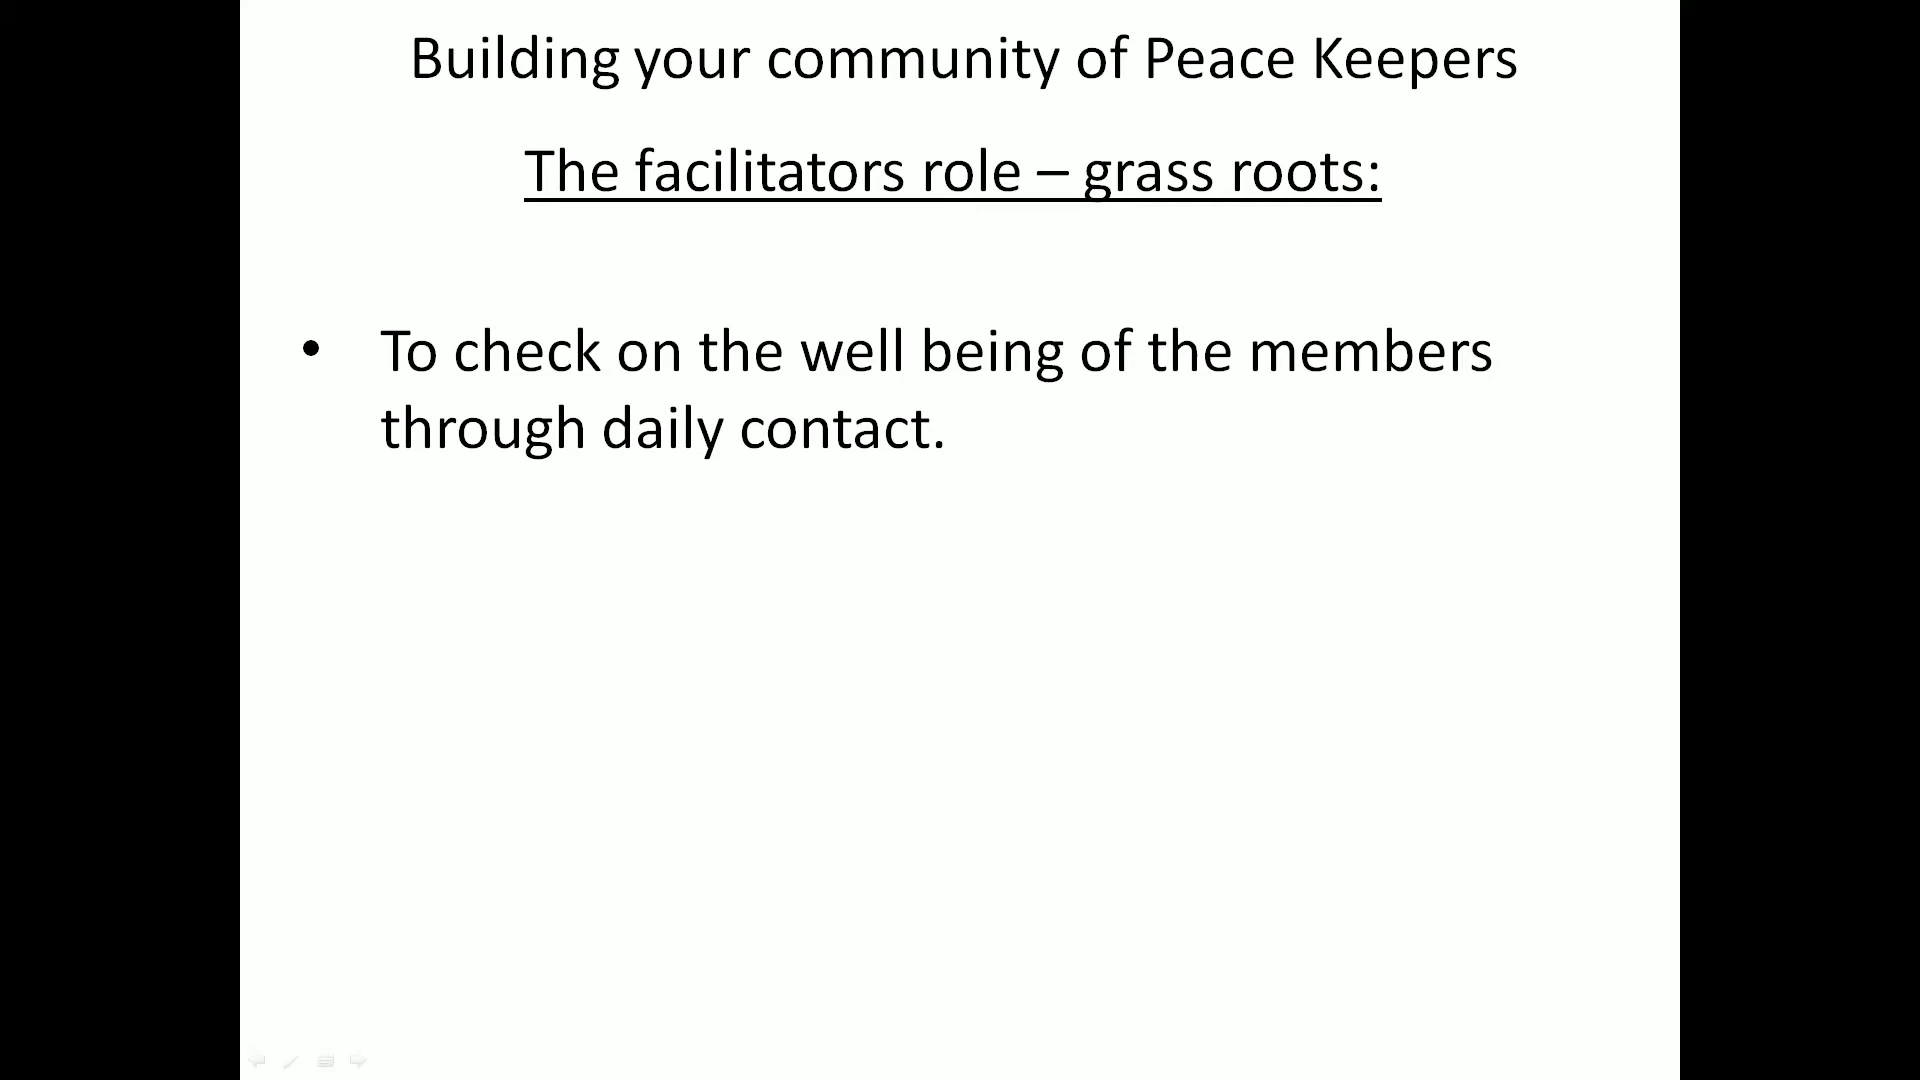 Building your community of Peace Keepers
The facilitators role – grass roots:
• To check on the well being of the members
through daily contact.